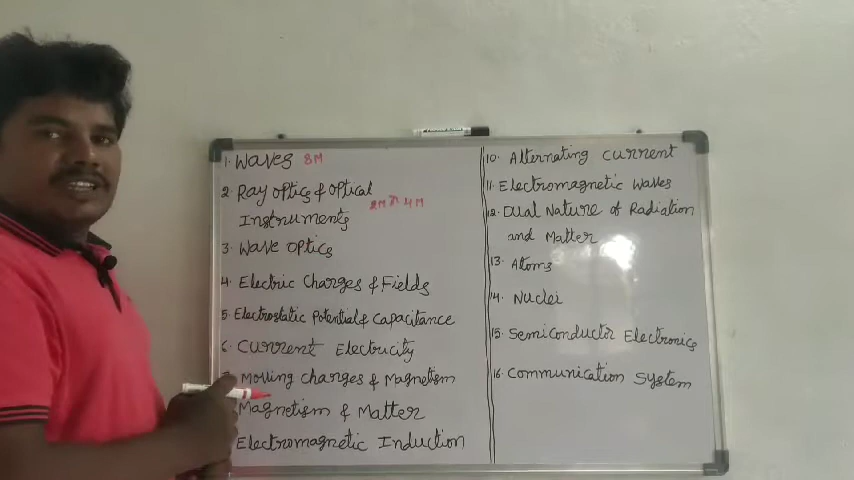 1. Waves 8M
2. Ray Optics & Optical
Instruments 2M or 4M
3. Wave Optics
4. Electric Charges & Fields
5. Electrostatic Potential & Capacitance
6. Current Electricity
Moving Charges & Magnetism
Magnetism & Matter
Electromagnetic Induction
10. Alternating Current
11. Electromagnetic Waves
12. Dual Nature of Radiation
and Matter
13. Atoms
14. Nuclei
15. Semiconductor Electronics
16. Communication System